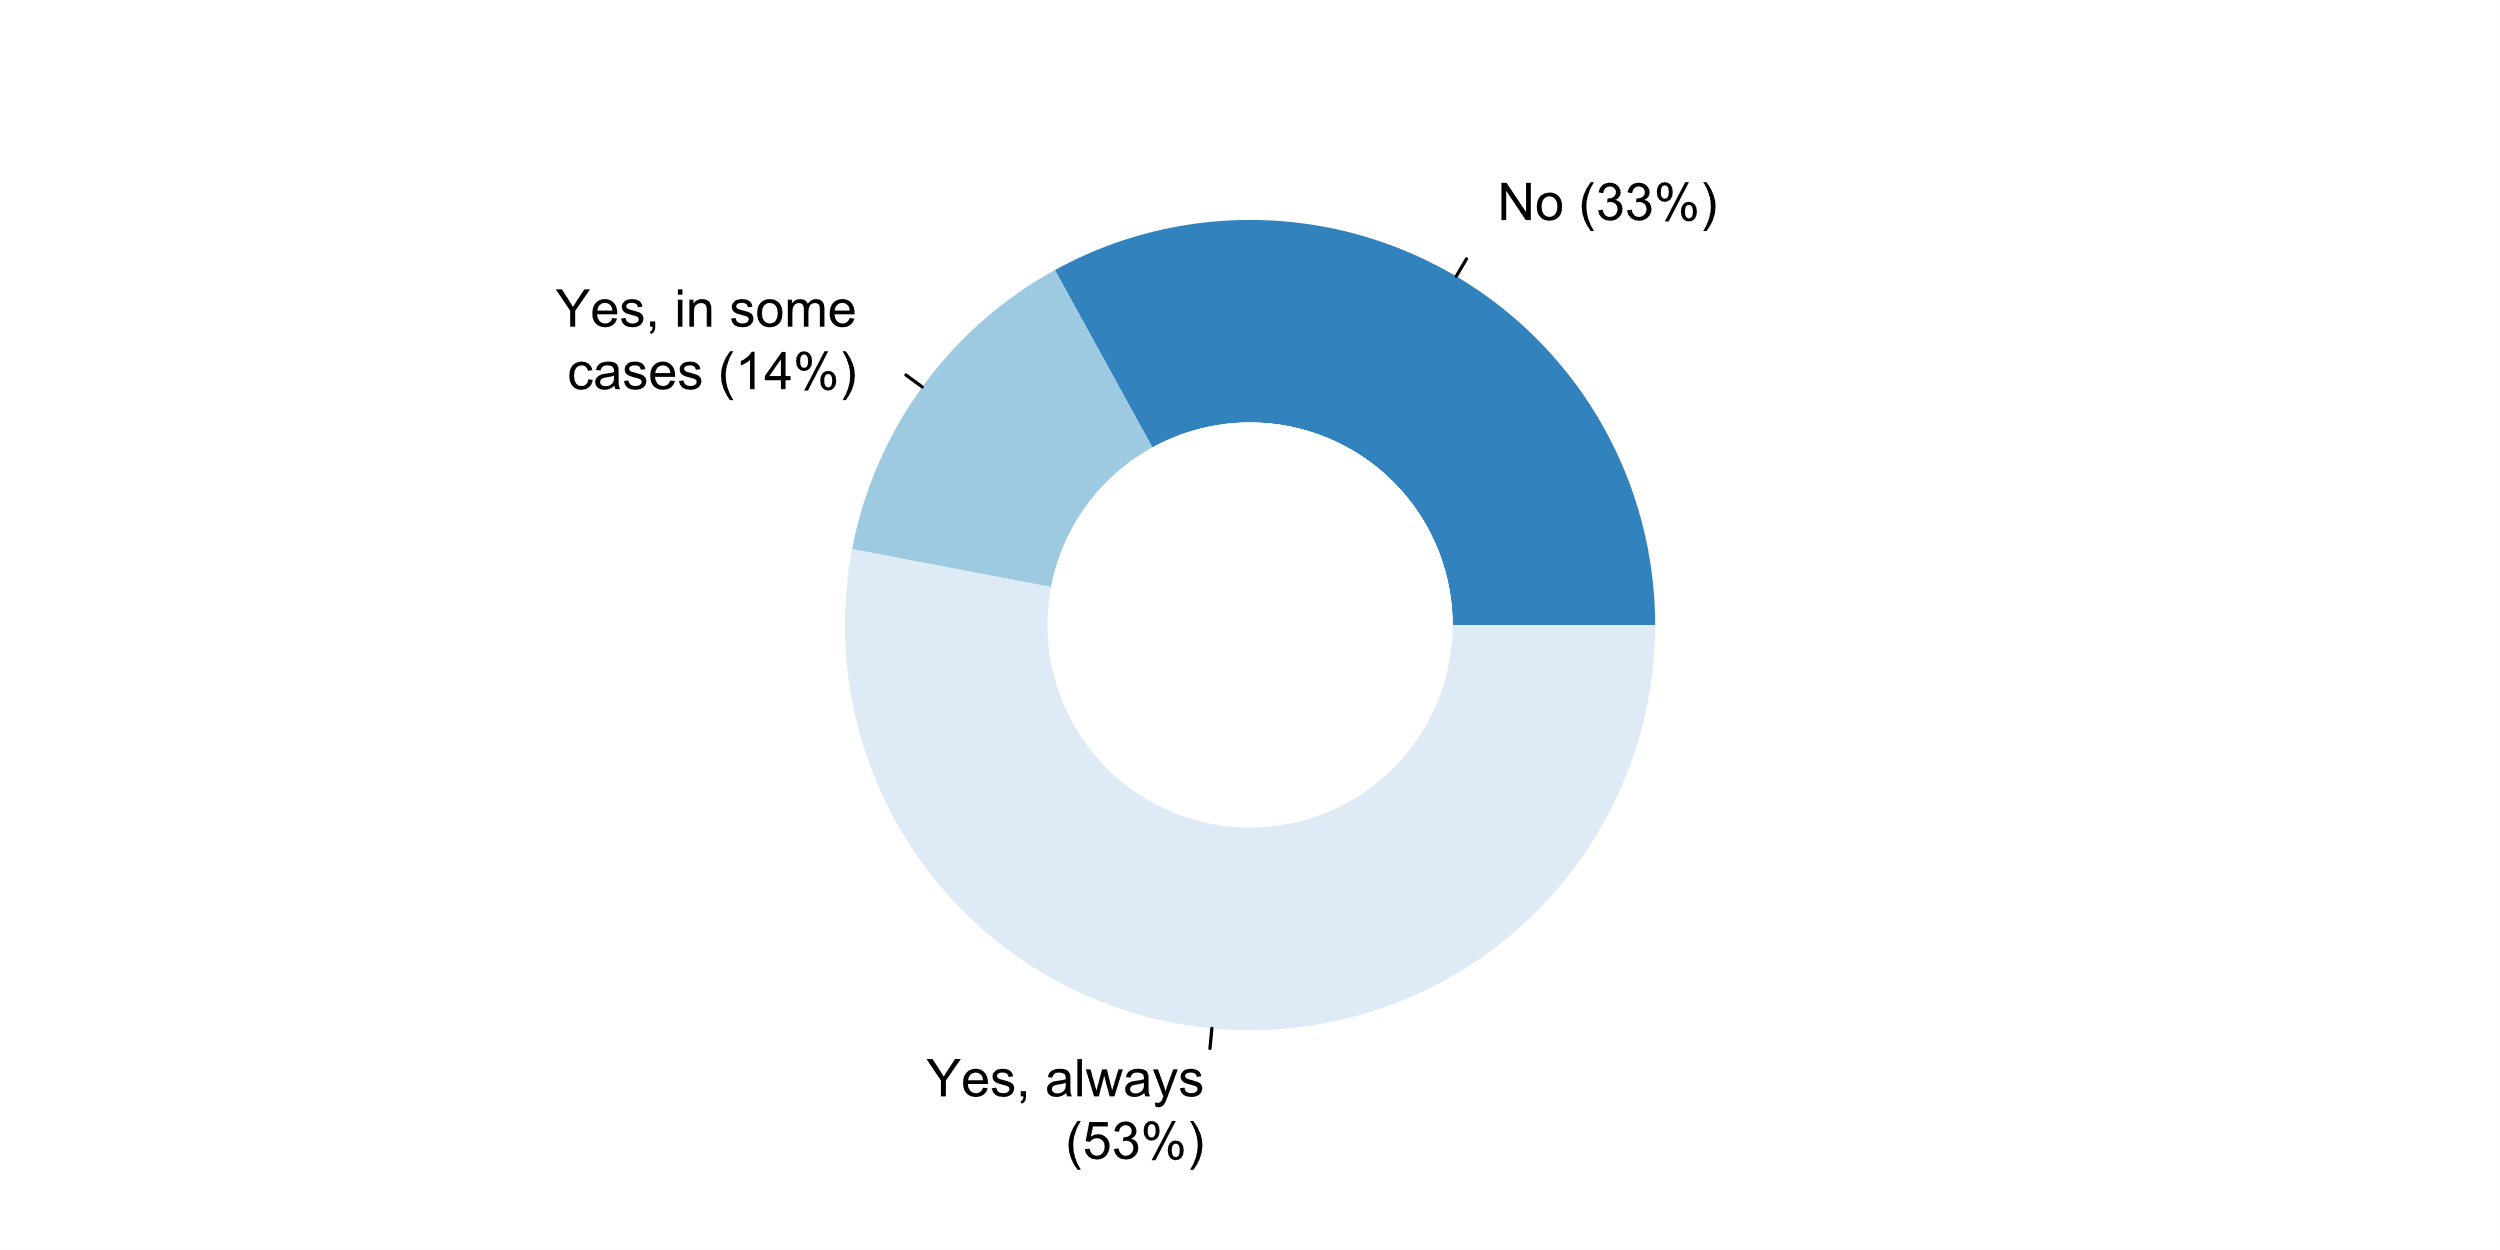 No (33%)
Yes, in some
cases (14%)
Yes, always
(53%)